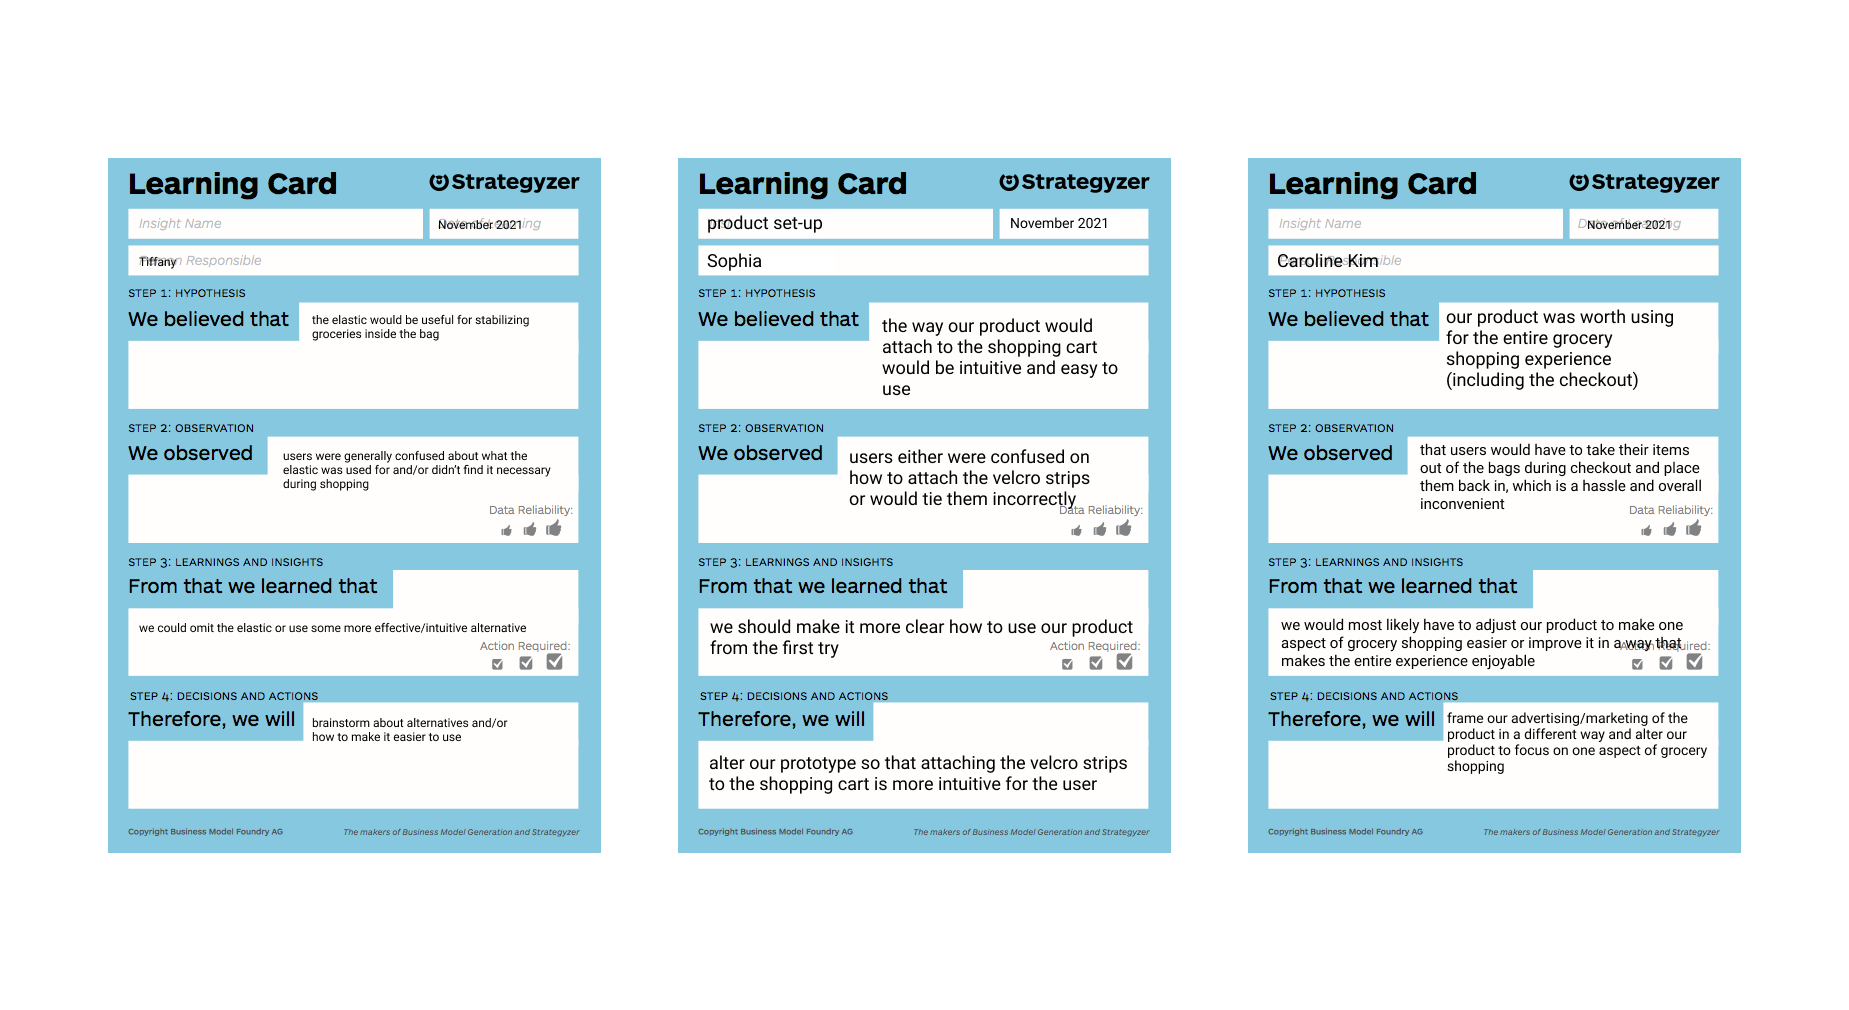 Learning Card
Strategyzer
Insight Name
Date of Learning
November 2021
Person Responsible
Tiffany
STEP 1: HYPOTHESIS
We believed that
the elastic would be useful for stabilizing
groceries inside the bag
STEP 2: OBSERVATION
We observed
users were generally confused about what the
elastic was used for and/or didn't find it necessary
during shopping
Data Reliability:
STEP 3: LEARNINGS AND INSIGHTS
From that we learned that
we could omit the elastic or use some more effective/intuitive alternative
Action Required:
STEP 4: DECISIONS AND ACTIONS
Therefore, we will
brainstorm about alternatives and/or
how to make it easier to use
Copyright Business Model Foundry AG
The makers of Business Model Generation and Strategyzer
Learning Card
Strategyzer
product set-up
November 2021
Sophia
STEP 1: HYPOTHESIS
We believed that
the way our product would
attach to the shopping cart
would be intuitive and easy to
use
STEP 2: OBSERVATION
We observed
users either were confused on
how to attach the velcro strips
or would tie them incorrectly
Data Reliability:
STEP 3: LEARNINGS AND INSIGHTS
From that we learned that
we should make it more clear how to use our product
from the first try
Action Required:
STEP 4: DECISIONS AND ACTIONS
Therefore, we will
alter our prototype so that attaching the velcro strips
to the shopping cart is more intuitive for the user
Copyright Business Model Foundry AG
The makers of Business Model Generation and Strategyzer
Learning Card
Strategyzer
Insight Name
Date of Learning
November 2021
Person Responsible
Caroline Kim
STEP 1: HYPOTHESIS
We believed that
our product was worth using
for the entire grocery
shopping experience
(including the checkout)
STEP 2: OBSERVATION
We observed
that users would have to take their items
out of the bags during checkout and place
them back in, which is a hassle and overall
inconvenient
Data Reliability:
STEP 3: LEARNINGS AND INSIGHTS
From that we learned that
we would most likely have to adjust our product to make one
aspect of grocery shopping easier or improve it in a way that
makes the entire experience enjoyable
Action Required:
STEP 4: DECISIONS AND ACTIONS
Therefore, we will
frame our advertising/marketing of the
product in a different way and alter our
product to focus on one aspect of grocery
shopping
Copyright Business Model Foundry AG
The makers of Business Model Generation and Strategyzer